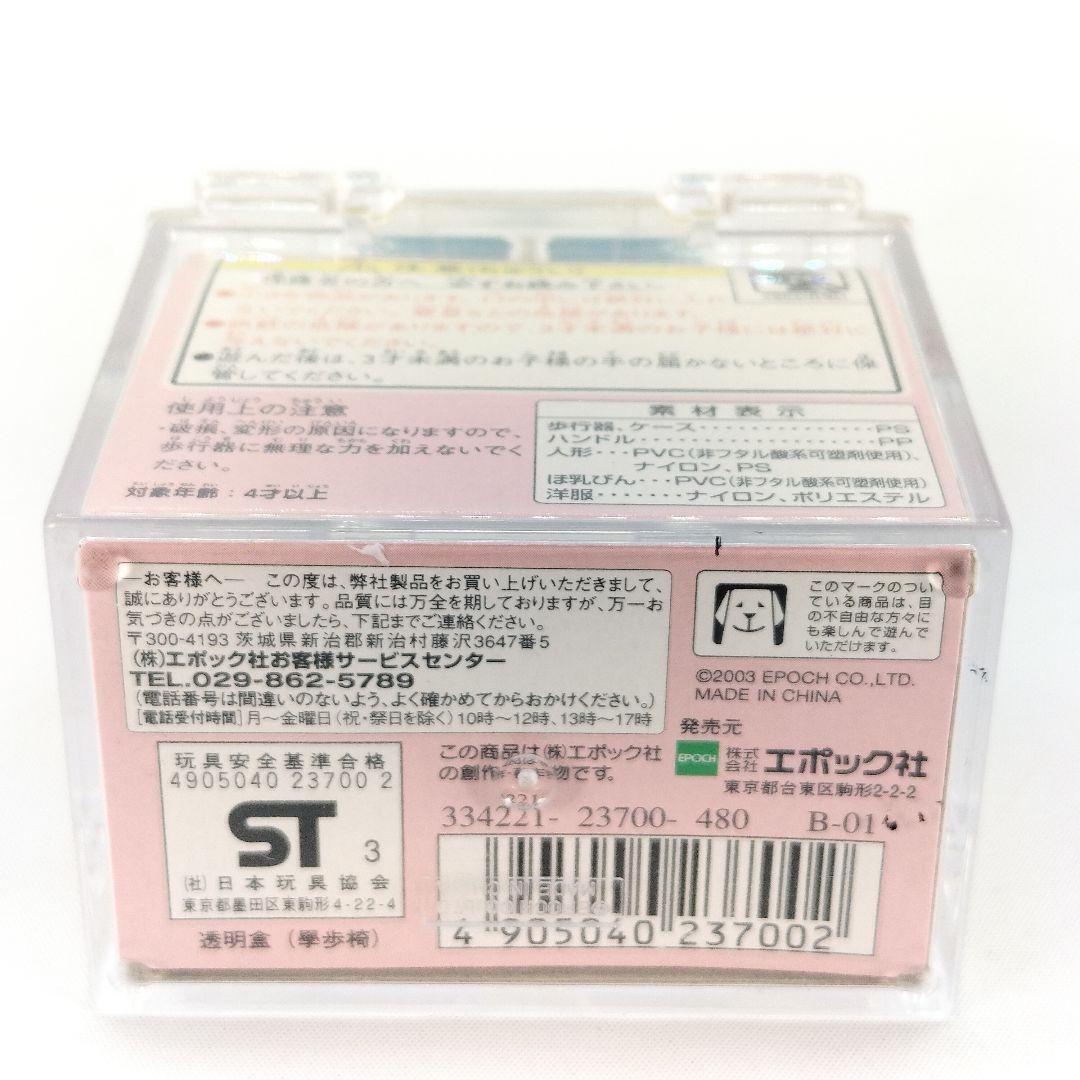 ●遊んだ後は、3才未満のお子様の手の届かないところに保
管してください。
使用上の注意
・破損、変形の原因になりますので、
歩行器に無理な力を加えないでく
ださい。
対象年齢：4才以上
素材表示
歩行器、ケース・・・・・・・・・・・・・・・・PS
ハンドル・・・・・・・・・・・・・・・・・・・・PP
人形・・・PVC(非フタル酸系可塑剤使用)、
ナイロン、PS
ほ乳びん・・・PVC(非フタル酸系可塑剤使用)
洋服・・・・・・・ナイロン、ポリエステル
―お客様へ― この度は、弊社製品をお買い上げいただきまして、
誠にありがとうございます。品質には万全を期しておりますが、万一お
気づきの点がございましたら、下記までご連絡ください。
〒300-4193 茨城県新治郡新治村藤沢3647番5
(株)エポック社お客様サービスセンター
TEL.029-862-5789
(電話番号は間違いのないよう、よく確かめてからおかけください。)
[電話受付時間]月～金曜日(祝・祭日を除く)10時～12時、13時～17時
このマークのつい
ている商品は、目
の不自由な方々に
も楽しんで遊んで
いただけます。
©2003 EPOCH CO.,LTD.
MADE IN CHINA
発売元
EPOCH 株式会社 エポック社
東京都台東区駒形2-2-2
玩具安全基準合格
4905040 23700 2
ST 3
(社)日本玩具協会
東京都墨田区東駒形4-22-4
透明盒（學歩椅）
この商品は(株)エポック社
の創作物です。
334221- 23700- 480 B-01
4 905040 237002